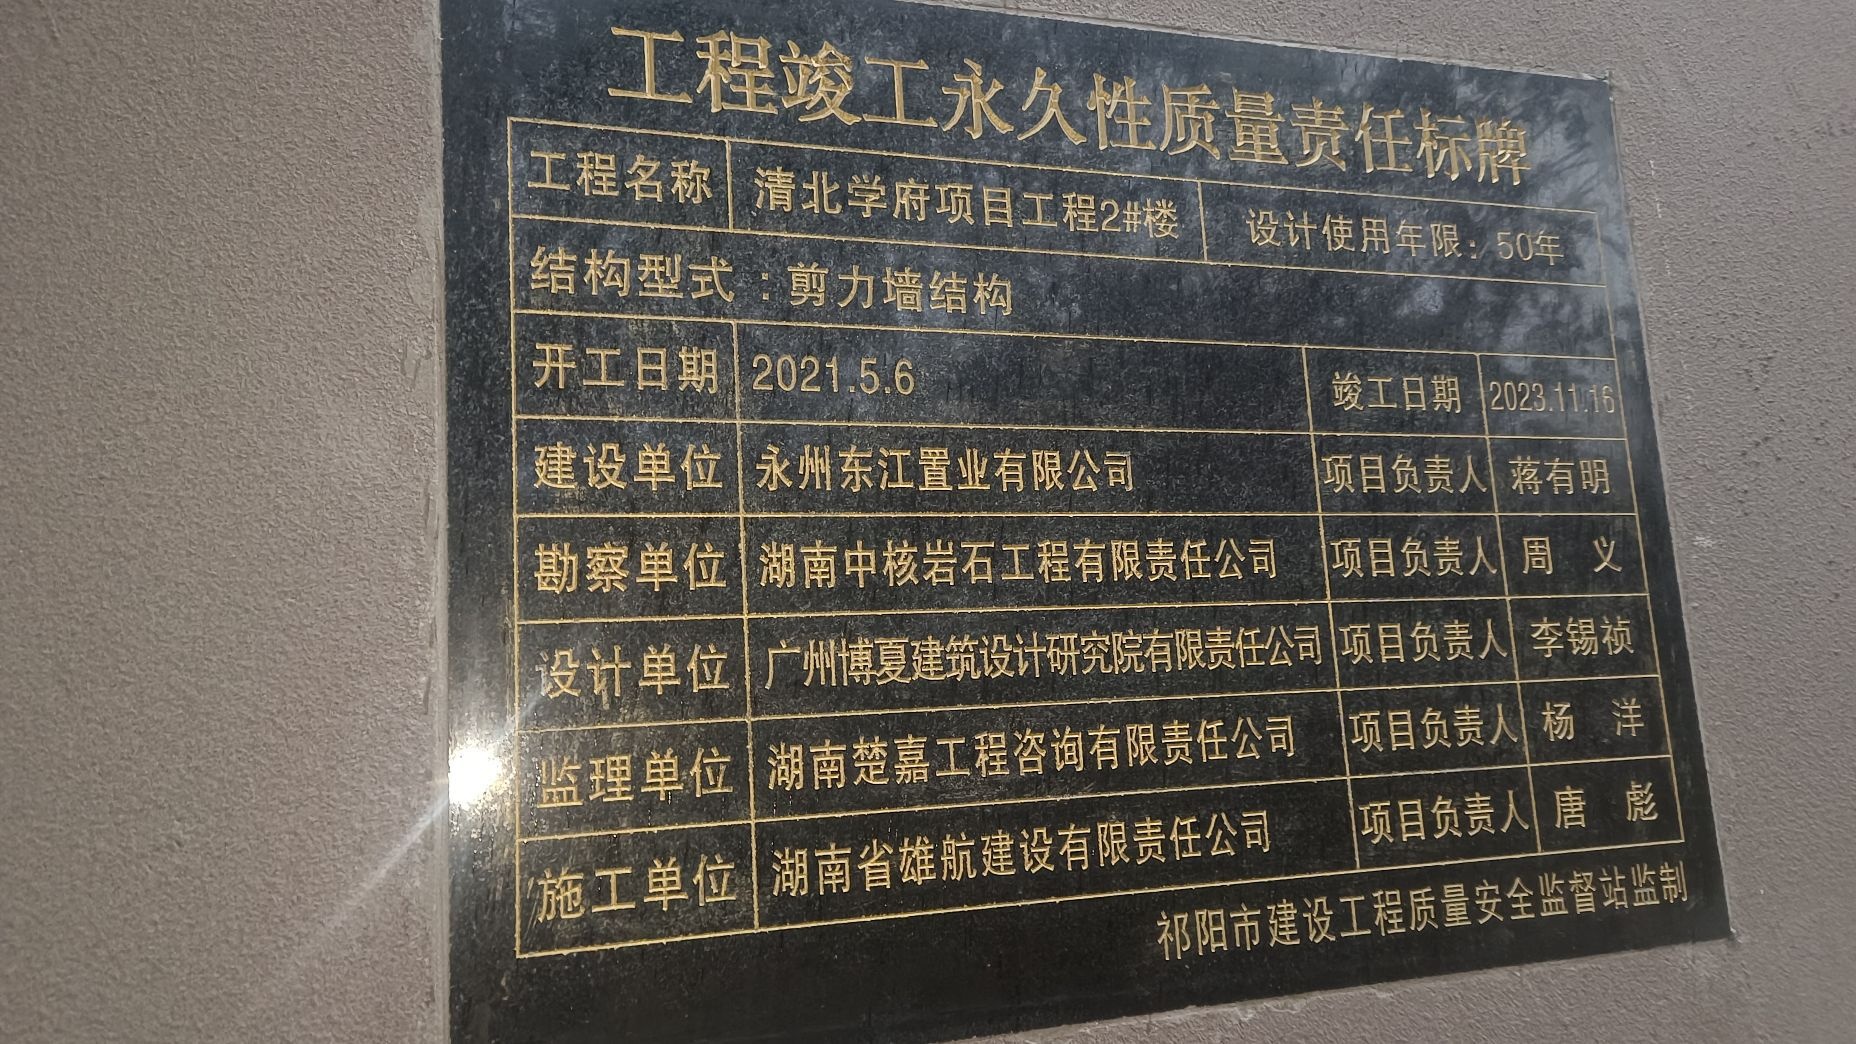 工程竣工永久性质量责任标牌
工程名称 清北学府项目工程2#楼 设计使用年限：50年
结构型式：剪力墙结构
开工日期 2021.5.6 竣工日期 2023.11.16
建设单位 永州东江置业有限公司 项目负责人 蒋有明
勘察单位 湖南中核岩石工程有限责任公司 项目负责人 周 义
设计单位 广州博夏建筑设计研究院有限责任公司 项目负责人 李锡祯
监理单位 湖南楚嘉工程咨询有限责任公司 项目负责人 杨 洋
施工单位 湖南省雄航建设有限责任公司 项目负责人 唐 彪
祁阳市建设工程质量安全监督站监制